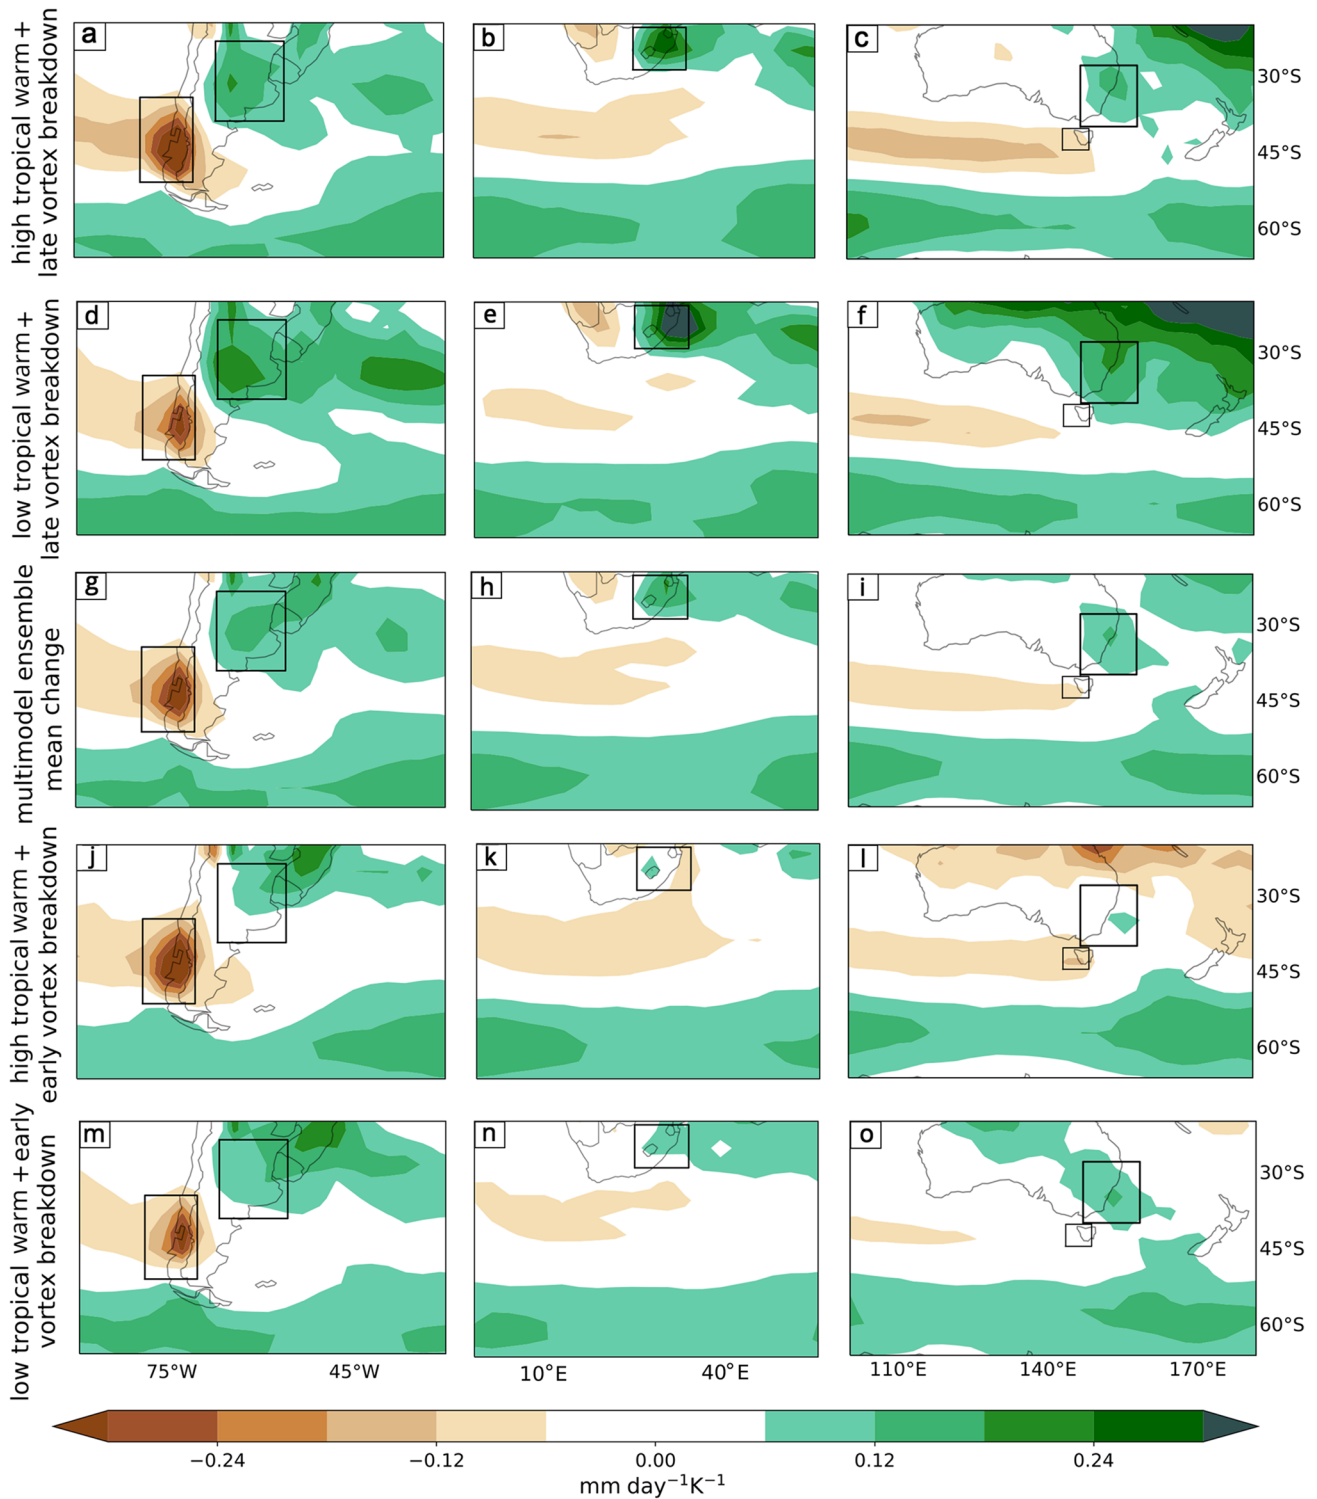 high tropical warm +
late vortex breakdown
a
b
c
30°S
45°S
60°S
low tropical warm +
late vortex breakdown
d
e
f
30°S
45°S
60°S
multimodel ensemble
mean change
g
h
i
30°S
45°S
60°S
high tropical warm +
early vortex breakdown
j
k
l
30°S
45°S
60°S
low tropical warm +early
vortex breakdown
m
n
o
30°S
45°S
60°S
75°W 45°W 10°E 40°E 110°E 140°E 170°E
−0.24 −0.12 0.00 0.12 0.24
mm day⁻¹K⁻¹